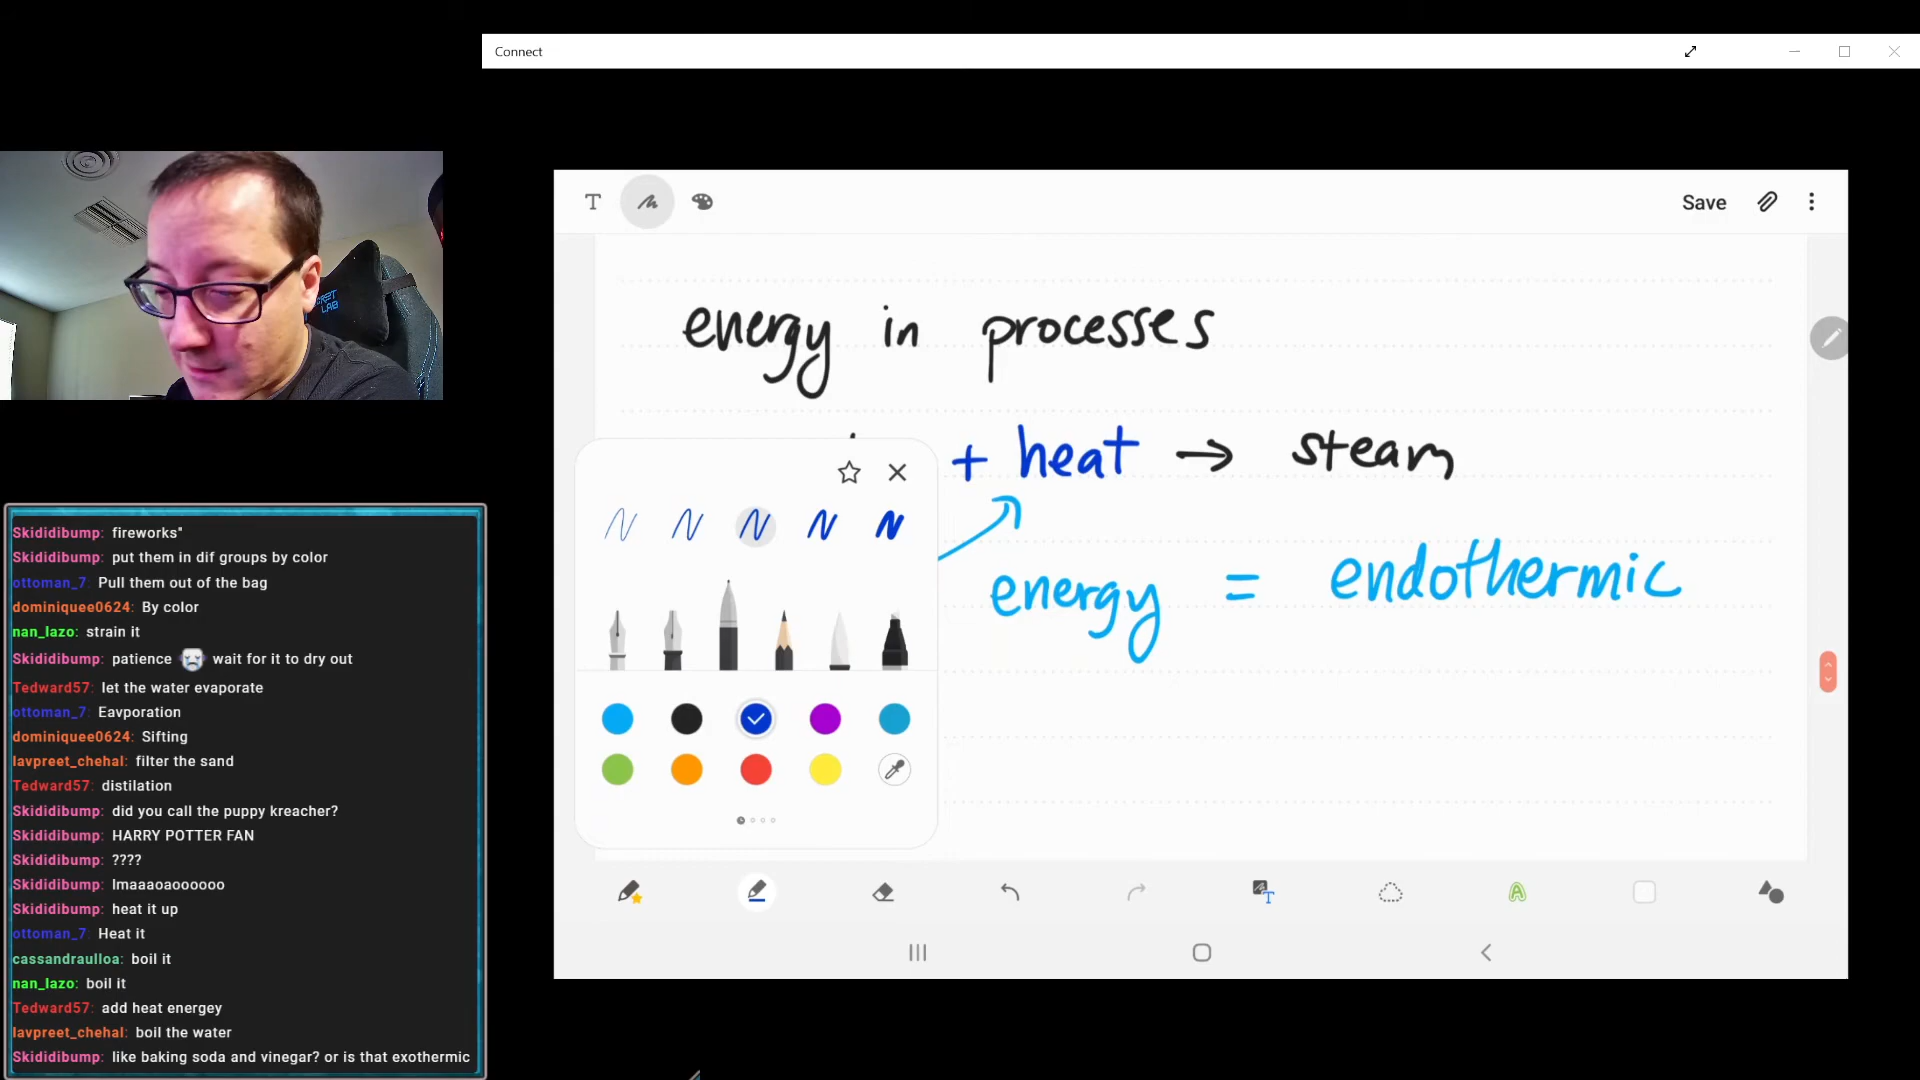 Connect
T
Save
energy in processes
+ heat → steam
energy = endothermic
T
A
CRET
LAB
Skididibump: fireworks"
Skididibump: put them in dif groups by color
ottoman_7: Pull them out of the bag
dominiquee0624: By color
nan_lazo: strain it
Skididibump: patience wait for it to dry out
Tedward57: let the water evaporate
ottoman_7: Eavporation
dominiquee0624: Sifting
lavpreet_chehal: filter the sand
Tedward57: distilation
Skididibump: did you call the puppy kreacher?
Skididibump: HARRY POTTER FAN
Skididibump: ????
Skididibump: lmaaoaoooooo
Skididibump: heat it up
ottoman_7: Heat it
cassandraulloa: boil it
nan_lazo: boil it
Tedward57: add heat energey
lavpreet_chehal: boil the water
Skididibump: like baking soda and vinegar? or is that exothermic